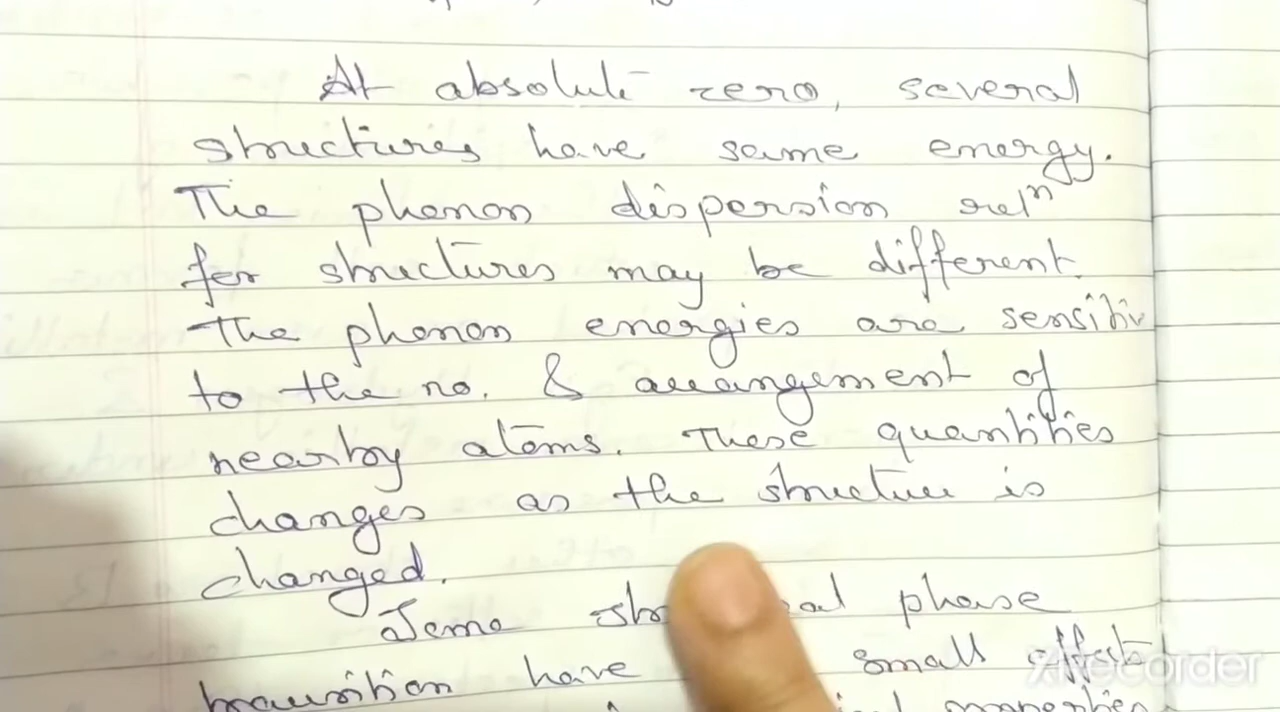 At absolute zero, several
structures have same energy.
The phonon dispersion relⁿ
for structures may be different.
The phonon energies are sensitiv
to the no. & arrangement of
nearby atoms. These quantities
changes as the structure is
changed.
Some phase
transition have small effect
properties
XRecorder